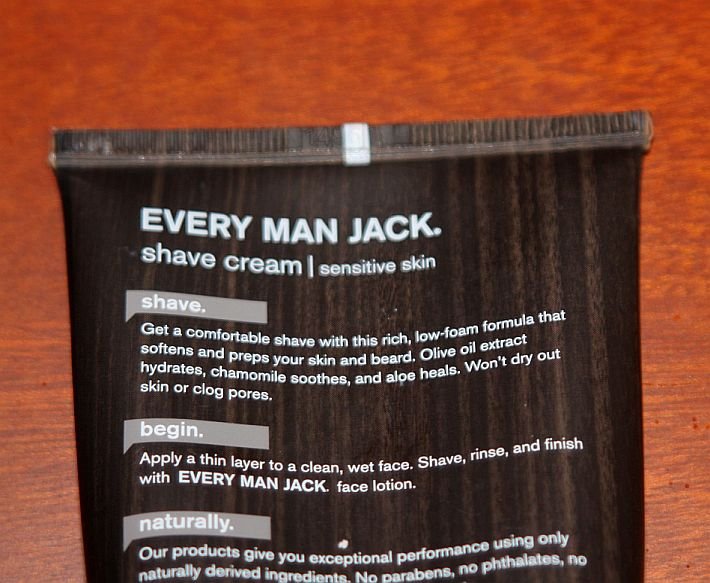 EVERY MAN JACK.
shave cream | sensitive skin
shave.
Get a comfortable shave with this rich, low-foam formula that
softens and preps your skin and beard. Olive oil extract
hydrates, chamomile soothes, and aloe heals. Won't dry out
skin or clog pores.
begin.
Apply a thin layer to a clean, wet face. Shave, rinse, and finish
with EVERY MAN JACK. face lotion.
naturally.
Our products give you exceptional performance using only
naturally derived ingredients. No parabens, no phthalates, no